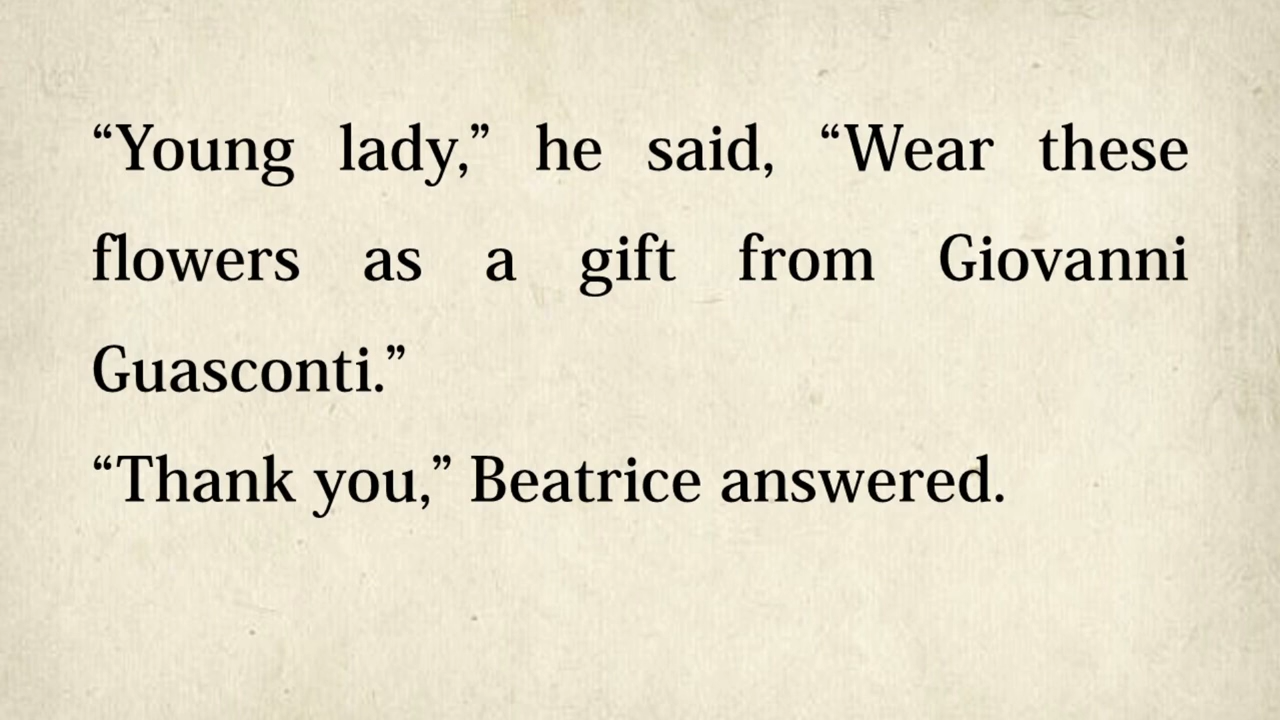 “Young lady,” he said, “Wear these
flowers as a gift from Giovanni
Guasconti.”
“Thank you,” Beatrice answered.